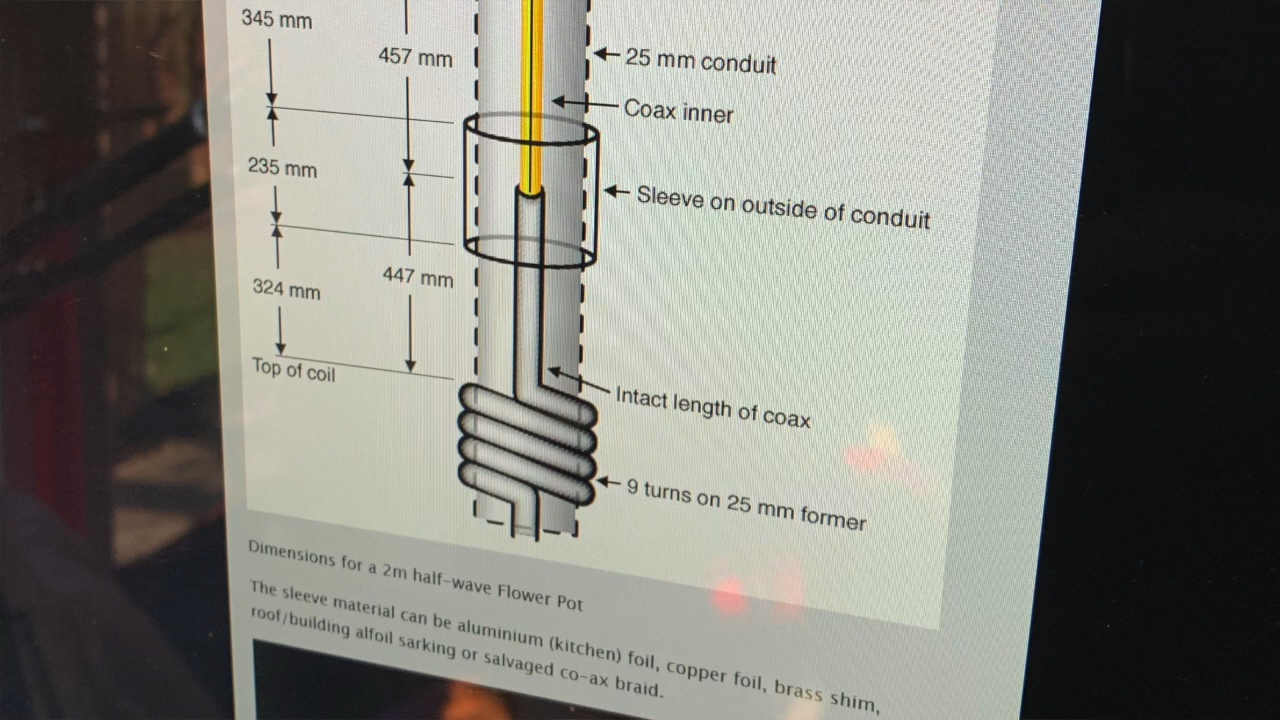 345 mm
457 mm
25 mm conduit
Coax inner
235 mm
Sleeve on outside of conduit
447 mm
324 mm
Top of coil
Intact length of coax
9 turns on 25 mm former
Dimensions for a 2m half-wave Flower Pot
The sleeve material can be aluminium (kitchen) foil, copper foil, brass shim,
roof/building alfoil sarking or salvaged co-ax braid.